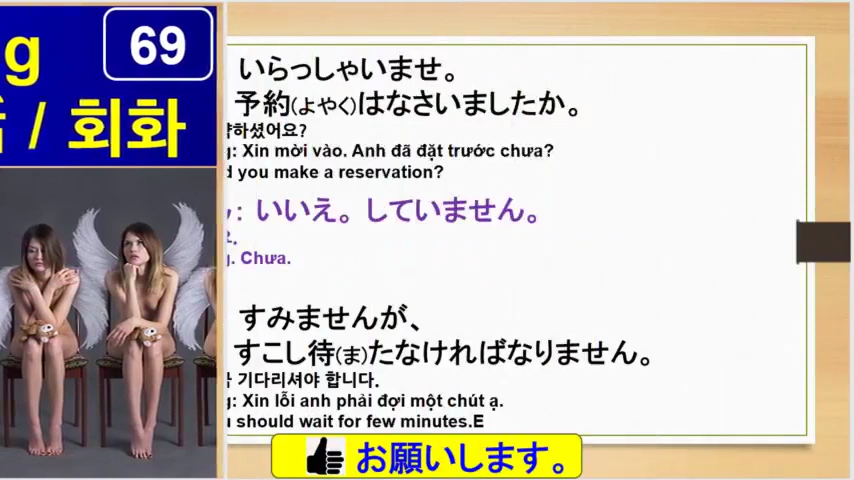 g
69
/ 회화
いらっしゃいませ。
予約(よやく)はなさいましたか。
하셨어요?
: Xin mời vào. Anh đã đặt trước chưa?
you make a reservation?
: いいえ。していません。
. Chưa.
すみませんが、
すこし待(ま)たなければなりません。
기다리셔야 합니다.
: Xin lỗi anh phải đợi một chút ạ.
should wait for few minutes.E
お願いします。